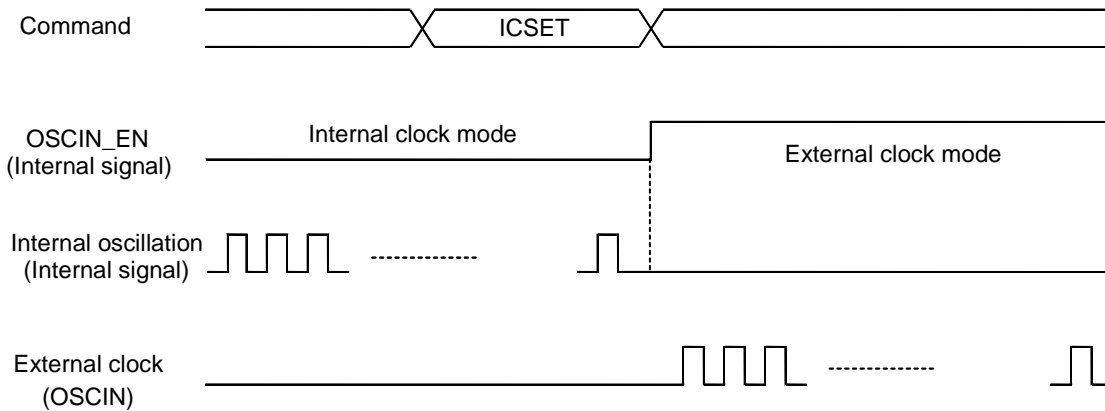 Command
ICSET
OSCIN_EN
(Internal signal)
Internal clock mode
External clock mode
Internal oscillation
(Internal signal)
External clock
(OSCIN)